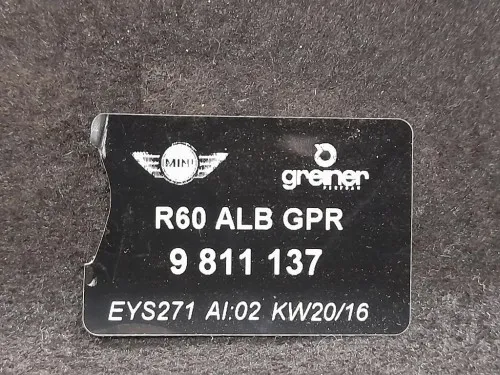 MINI
greiner
R60 ALB GPR
9 811 137
EYS271 AI:02 KW20/16